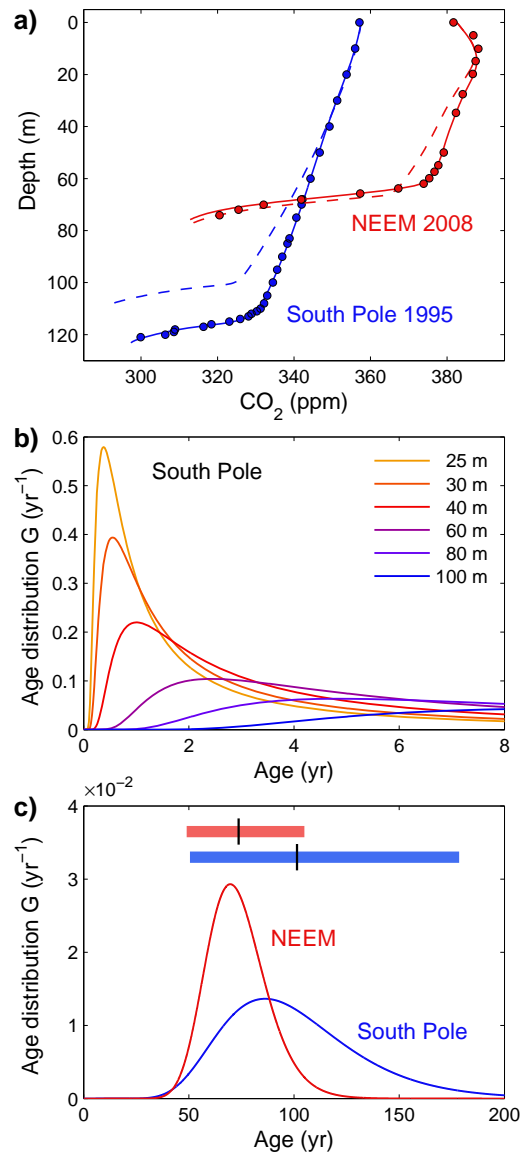 a)
0
20
40
60
80
100
120
Depth (m)
NEEM 2008
South Pole 1995
300 320 340 360 380
CO2 (ppm)
b)
0.6
0.5
0.4
0.3
0.2
0.1
0
Age distribution G (yr−1)
South Pole
25 m
30 m
40 m
60 m
80 m
100 m
0 2 4 6 8
Age (yr)
c)
×10−2
4
3
2
1
0
Age distribution G (yr−1)
NEEM
South Pole
0 50 100 150 200
Age (yr)